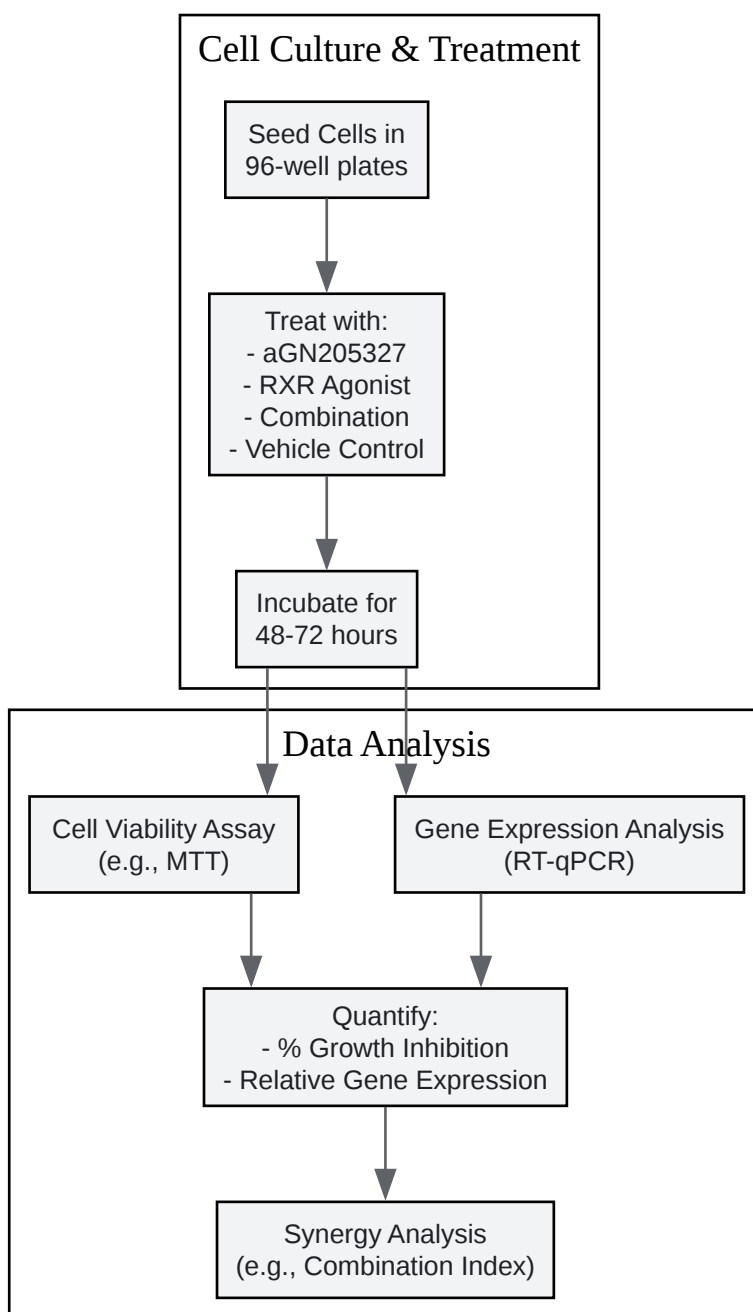 Cell Culture & Treatment
Seed Cells in
96-well plates
Treat with:
- aGN205327
- RXR Agonist
- Combination
- Vehicle Control
Incubate for
48-72 hours
Data Analysis
Cell Viability Assay
(e.g., MTT)
Gene Expression Analysis
(RT-qPCR)
Quantify:
- % Growth Inhibition
- Relative Gene Expression
Synergy Analysis
(e.g., Combination Index)